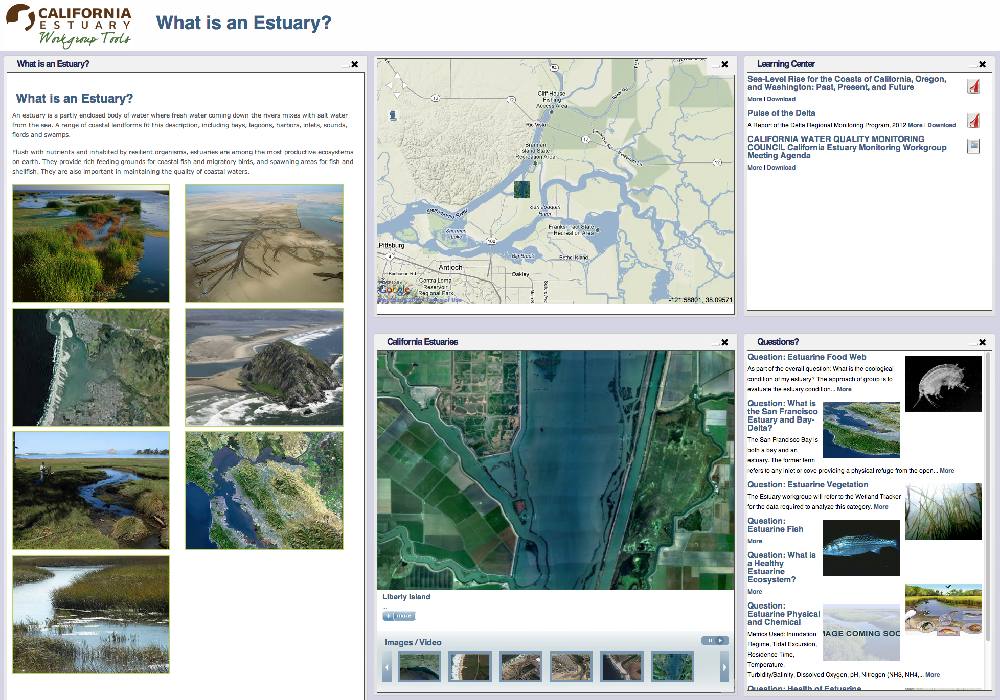 CALIFORNIA
ESTUARY
Workgroup Tools
What is an Estuary?
What is an Estuary?
What is an Estuary?
An estuary is a partly enclosed body of water where fresh water coming down the rivers mixes with salt water
from the sea. A range of coastal landforms fit this description, including bays, lagoons, harbors, inlets, sounds,
fiords and swamps.
Flush with nutrients and inhabited by resilient organisms, estuaries are among the most productive ecosystems
on earth. They provide rich feeding grounds for coastal fish and migratory birds, and spawning areas for fish and
shellfish. They are also important in maintaining the quality of coastal waters.
84
12
12
Cliff House
Fishing
Access Area
River Rd
Rio Vista
12
Terminous Rd
Brannan
Island State
Recreation Area
Kettleman Ln
12
San Joaquin
River
Sacramento River
Franks Tract State
Recreation Area
Sherman
Lake
160
Pittsburg
4
Big Break
Bethel Island
Antioch
Buchanan Rd
Oakley
Contra Loma
Reservoir
Regional Park
Main St
Sellers Ave
POWERED BY
Google
Terms of Use
-121.58801, 38.09571
Learning Center
Sea-Level Rise for the Coasts of California, Oregon,
and Washington: Past, Present, and Future
More | Download
Pulse of the Delta
A Report of the Delta Regional Monitoring Program, 2012 More | Download
CALIFORNIA WATER QUALITY MONITORING
COUNCIL California Estuary Monitoring Workgroup
Meeting Agenda
More | Download
California Estuaries
LIberty Island
...
+ more
Images / Video
Questions?
Question: Estuarine Food Web
As part of the overall question: What is the ecological
condition of my estuary? The approach of group is to
evaluate the estuary condition... More
Question: What is
the San Francisco
Estuary and Bay-
Delta?
The San Francisco Bay is
both a bay and an
estuary. The former term
refers to any inlet or cove providing a physical refuge from the open... More
Question: Estuarine Vegetation
The Estuary workgroup will refer to the Wetland Tracker
for the data required to analyze this category. More
Question:
Estuarine Fish
More
Question: What is
a Healthy
Estuarine
Ecosystem?
More
Question:
Estuarine Physical
and Chemical
MAGE COMING SOO
Metrics Used: Inundation
Regime, Tidal Excursion,
Residence Time,
Temperature,
Turbidity/Salinity, Dissolved Oxygen, pH, Nitrogen (NH3, NH4,... More
Question: Health of Estuarine